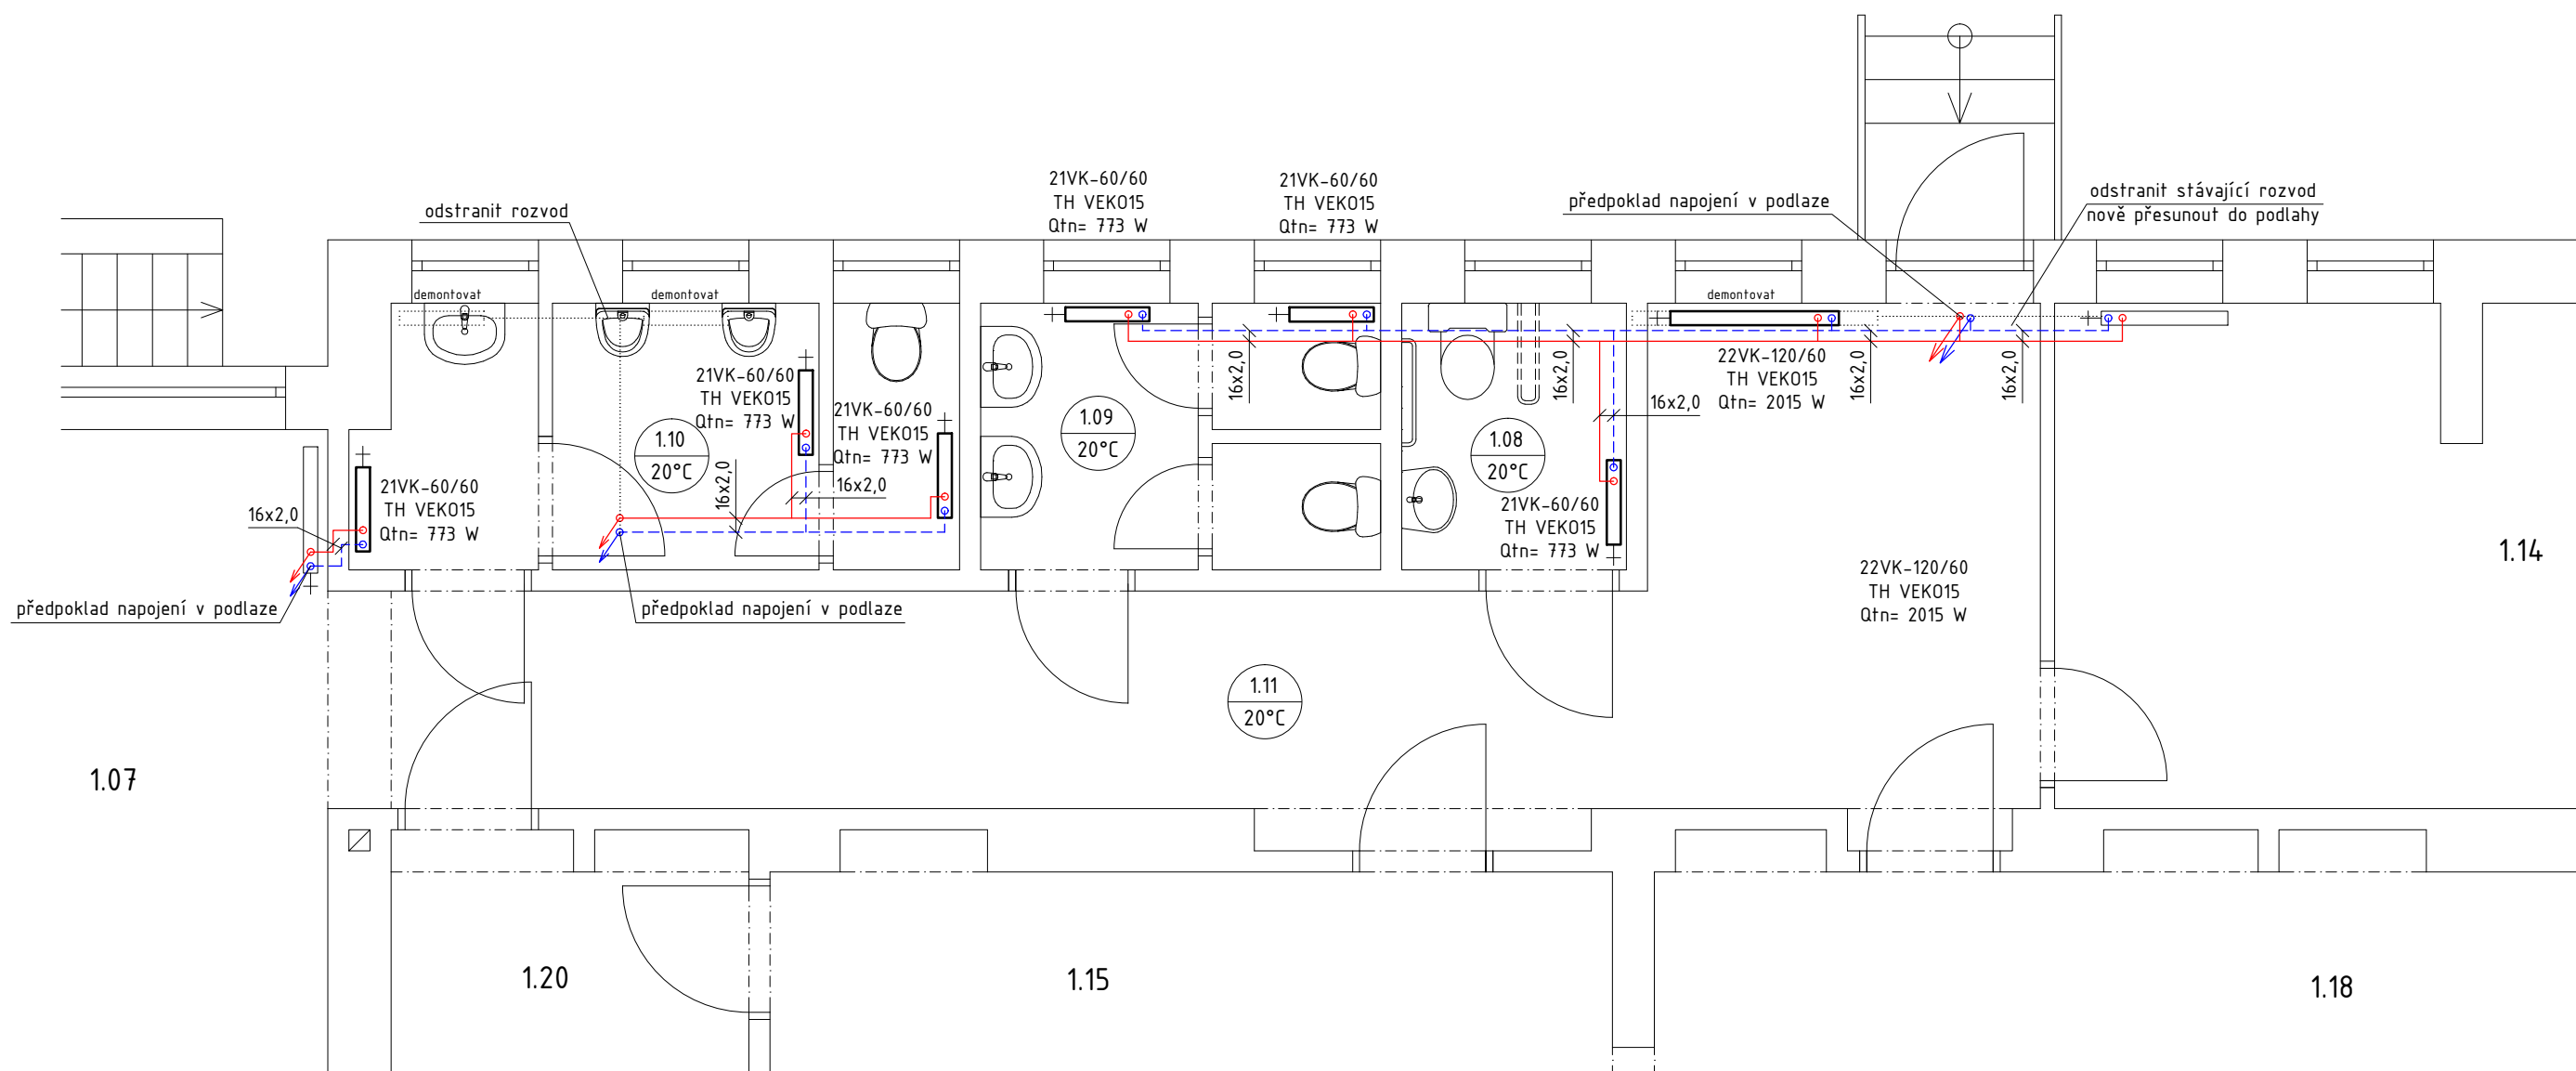 21VK-60/60
TH VEKO15
Qtn= 773 W
21VK-60/60
TH VEKO15
Qtn= 773 W
odstranit rozvod
předpoklad napojení v podlaze
odstranit stávající rozvod
nově přesunout do podlahy
demontovat
demontovat
demontovat
21VK-60/60
TH VEKO15
Qtn= 773 W
21VK-60/60
TH VEKO15
Qtn= 773 W
16x2,0
16x2,0
22VK-120/60
TH VEKO15
Qtn= 2015 W
16x2,0
16x2,0
16x2,0
1.10
20°C
1.09
20°C
1.08
20°C
21VK-60/60
TH VEKO15
Qtn= 773 W
16x2,0
16x2,0
16x2,0
21VK-60/60
TH VEKO15
Qtn= 773 W
22VK-120/60
TH VEKO15
Qtn= 2015 W
1.14
předpoklad napojení v podlaze
předpoklad napojení v podlaze
1.11
20°C
1.07
1.20
1.15
1.18